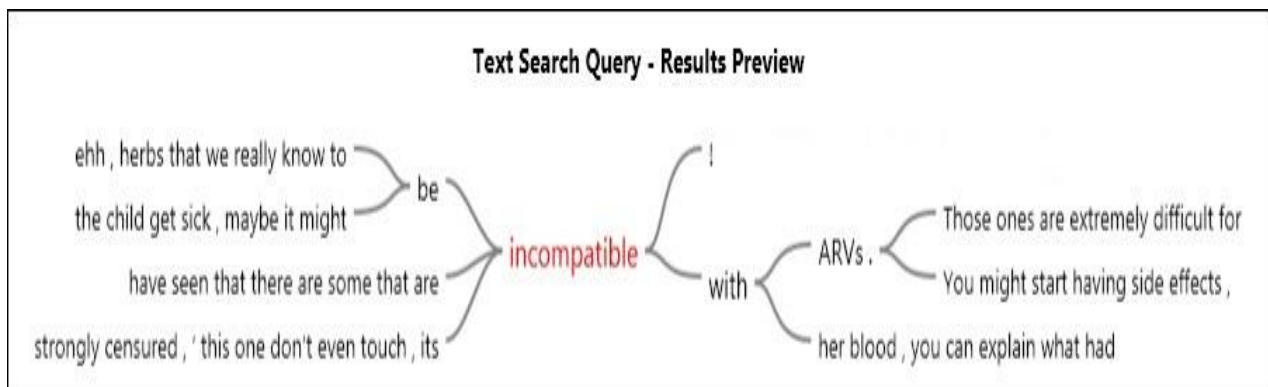 Text Search Query - Results Preview
ehh , herbs that we really know to
the child get sick , maybe it might
be
have seen that there are some that are
strongly censured , ‘ this one don't even touch , its
incompatible
!
with
ARVs .
Those ones are extremely difficult for
You might start having side effects ,
her blood , you can explain what had